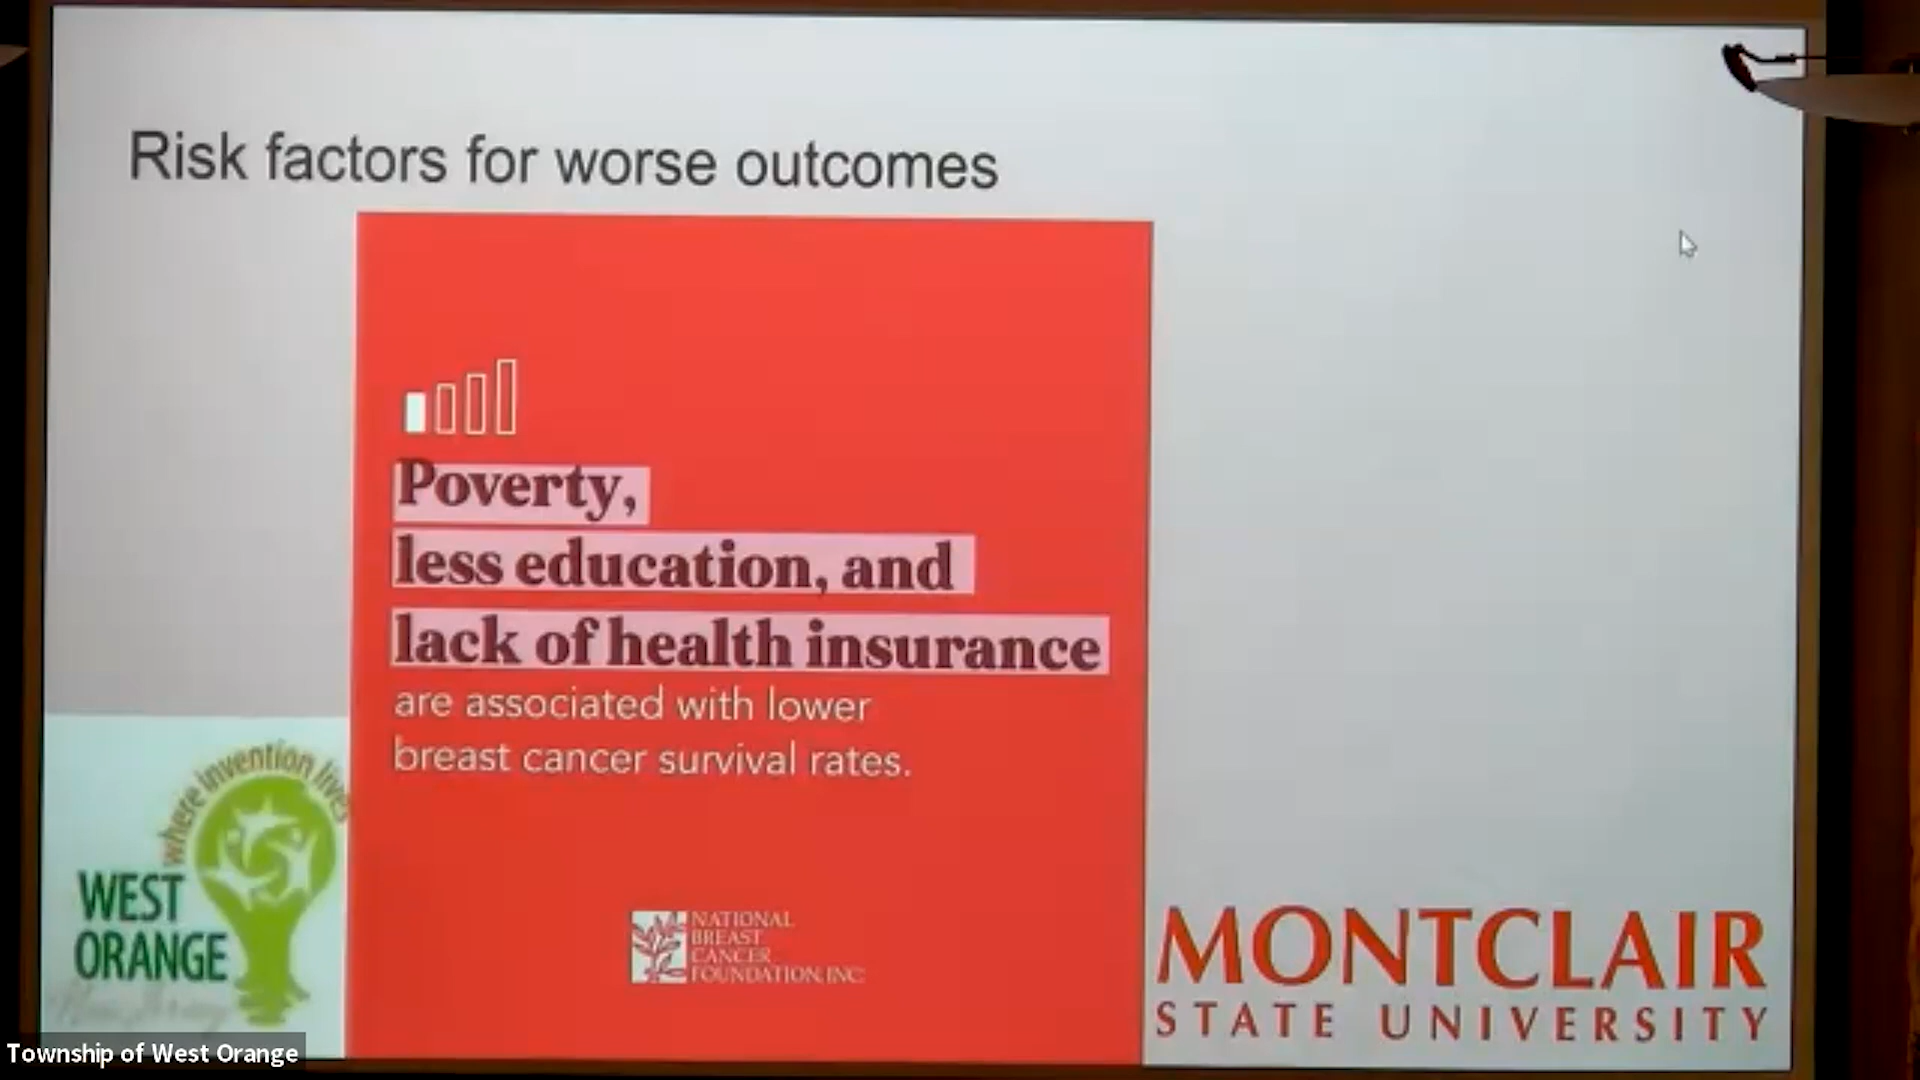 Risk factors for worse outcomes
Poverty,
less education, and
lack of health insurance
are associated with lower
breast cancer survival rates.
where invention lives
WEST
ORANGE
New Jersey
NATIONAL
BREAST
CANCER
FOUNDATION, INC.
MONTCLAIR
STATE UNIVERSITY
Township of West Orange